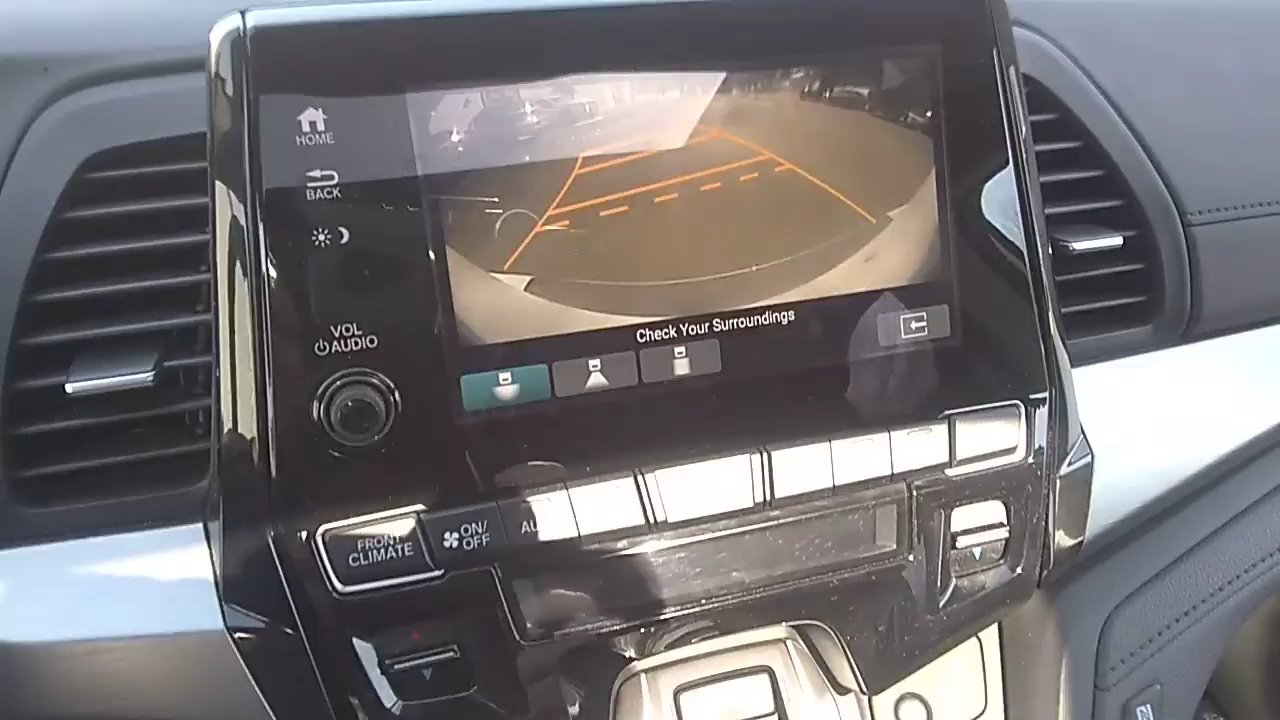 HOME
BACK
VOL
AUDIO
Check Your Surroundings
FRONT
CLIMATE
ON/
OFF